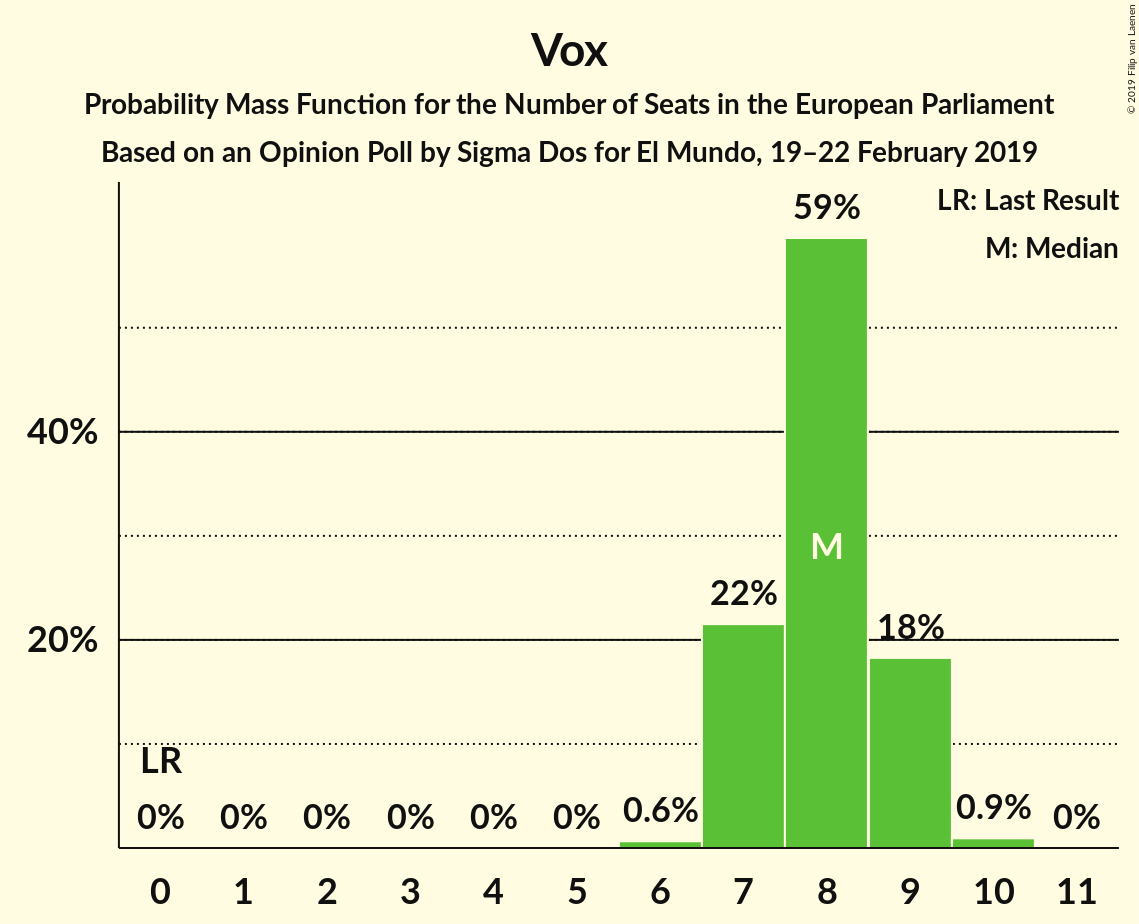 Vox
Probability Mass Function for the Number of Seats in the European Parliament
Based on an Opinion Poll by Sigma Dos for El Mundo, 19–22 February 2019
© 2019 Filip van Laenen
LR: Last Result
M: Median
59%
40%
M
22%
18%
20%
LR
0% 0% 0% 0% 0% 0% 0.6% 0.9% 0%
0 1 2 3 4 5 6 7 8 9 10 11